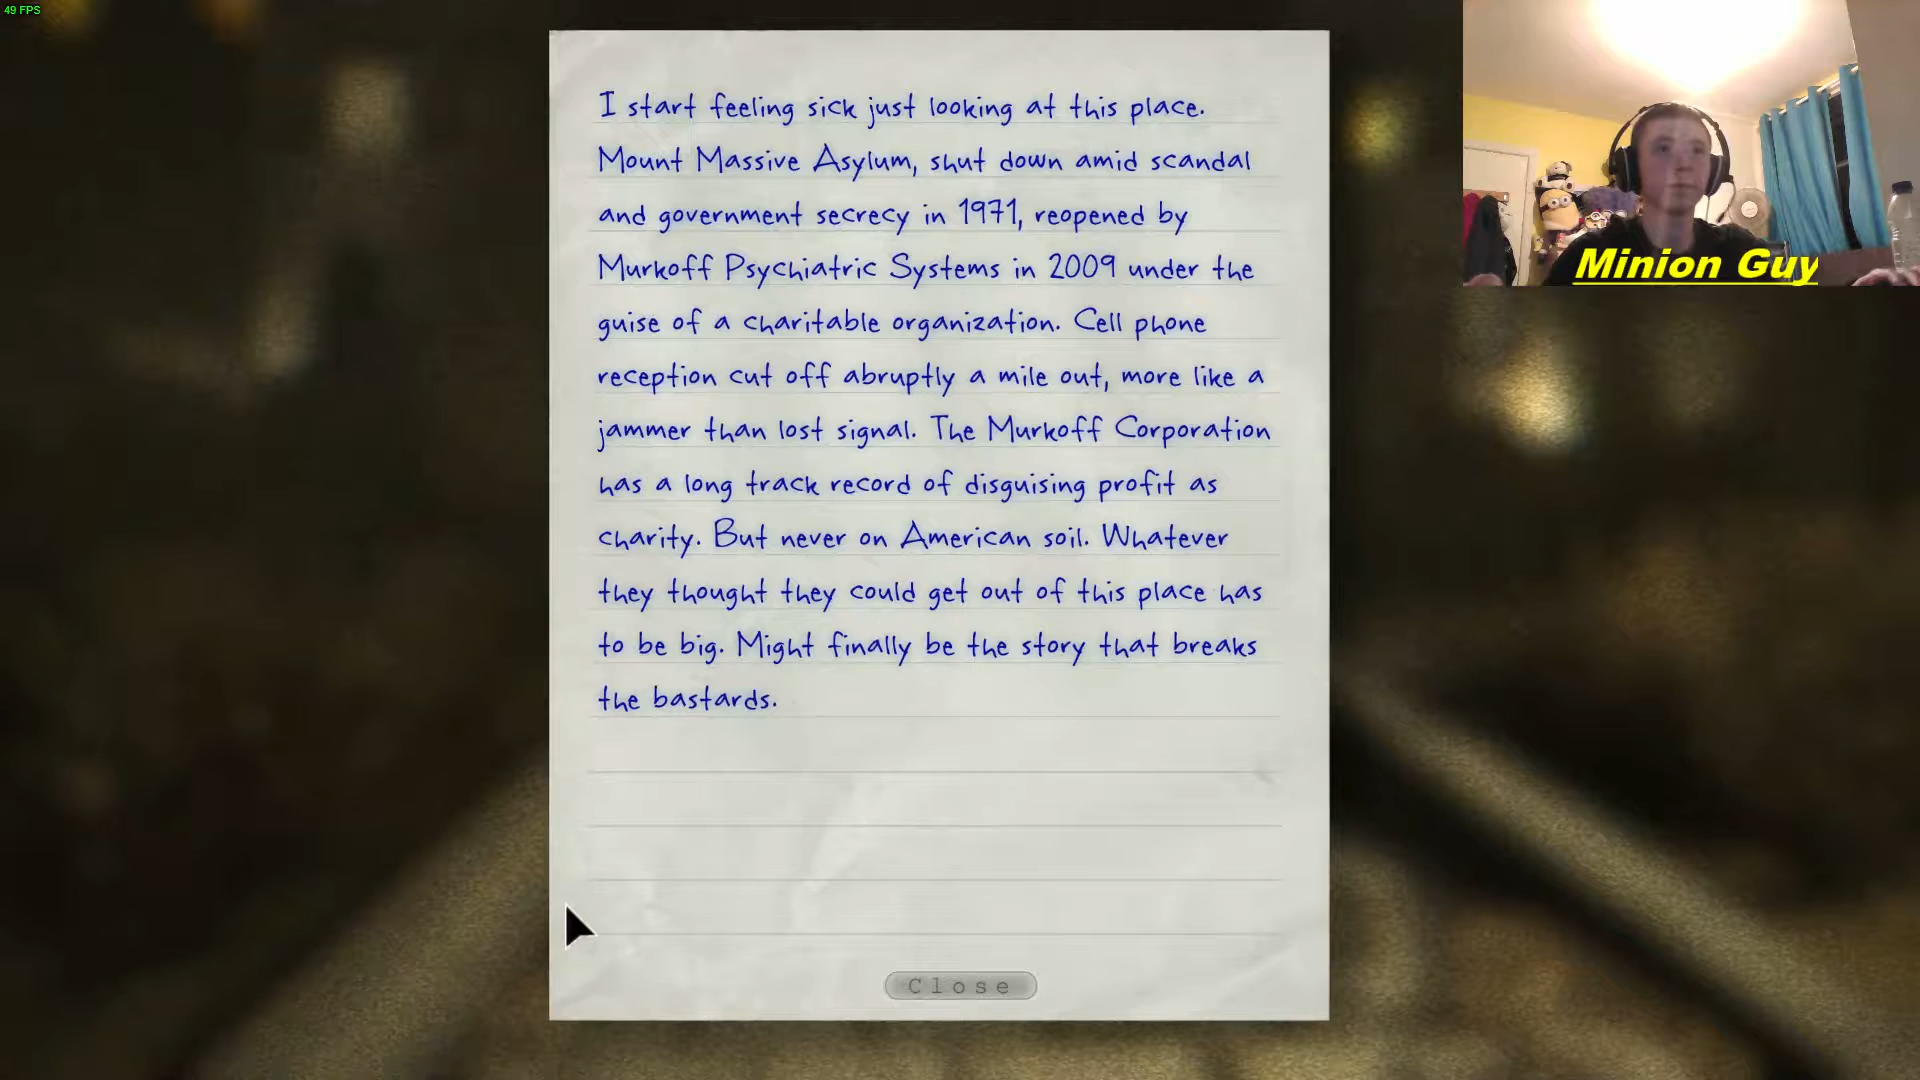 49 FPS
I start feeling sick just looking at this place.
Mount Massive Asylum, shut down amid scandal
and government secrecy in 1971, reopened by
Murkoff Psychiatric Systems in 2009 under the
guise of a charitable organization. Cell phone
reception cut off abruptly a mile out, more like a
jammer than lost signal. The Murkoff Corporation
has a long track record of disguising profit as
charity. But never on American soil. Whatever
they thought they could get out of this place has
to be big. Might finally be the story that breaks
the bastards.
Close
Minion Guy